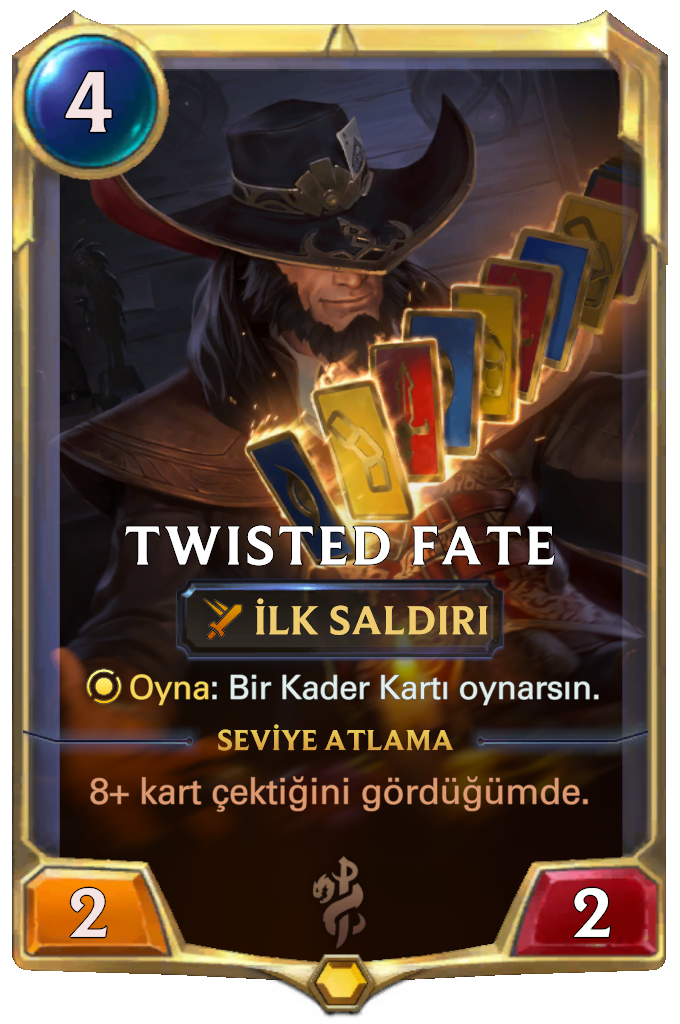 4
TWISTED FATE
İLK SALDIRI
Oyna: Bir Kader Kartı oynarsın.
SEVİYE ATLAMA
8+ kart çektiğini gördüğümde.
2
2